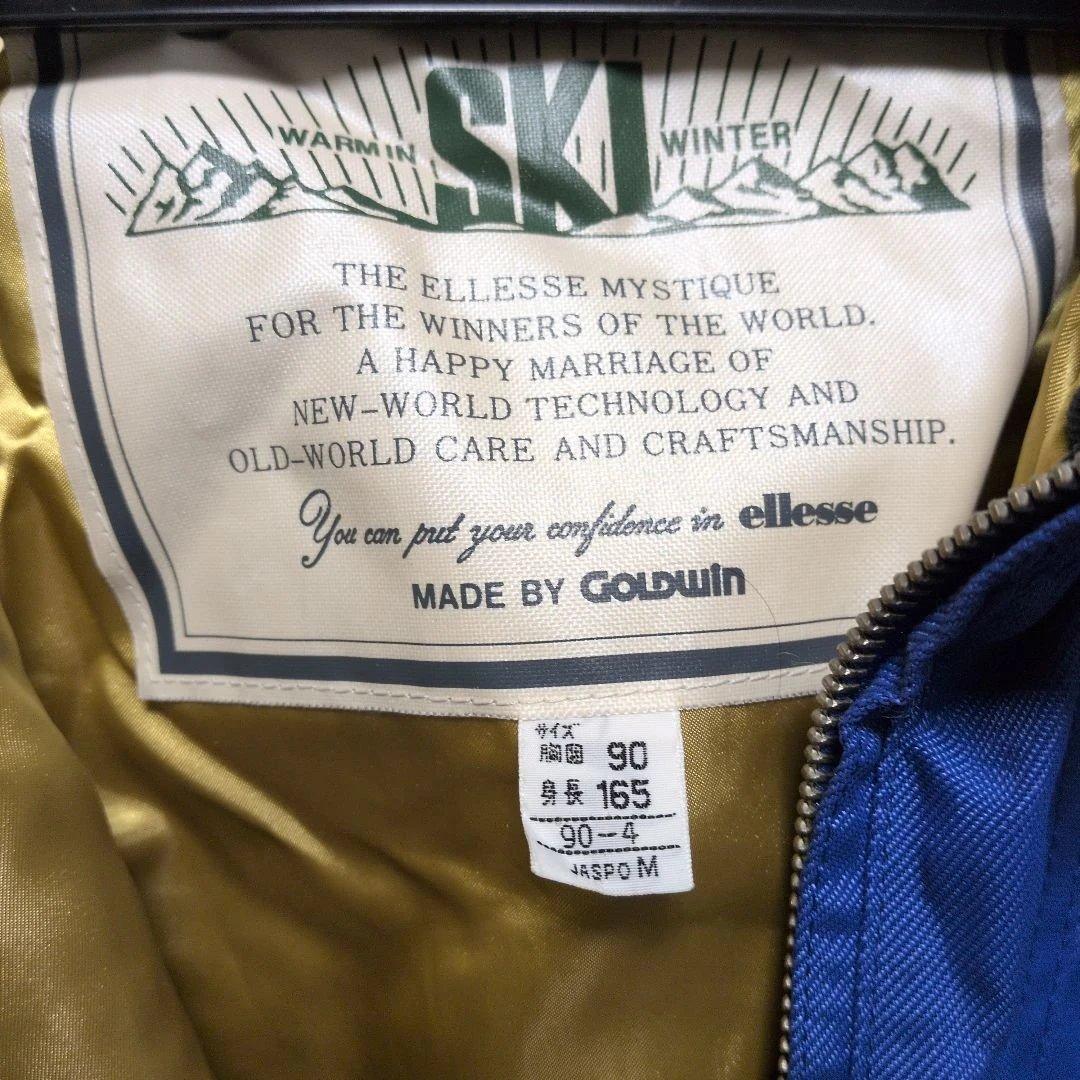 WARM IN SKI WINTER
THE ELLESSE MYSTIQUE
FOR THE WINNERS OF THE WORLD.
A HAPPY MARRIAGE OF
NEW-WORLD TECHNOLOGY AND
OLD-WORLD CARE AND CRAFTSMANSHIP.
You can put your confidence in ellesse
MADE BY GOLDWIN
サイズ
胸囲 90
身長 165
90-4
JASPO M